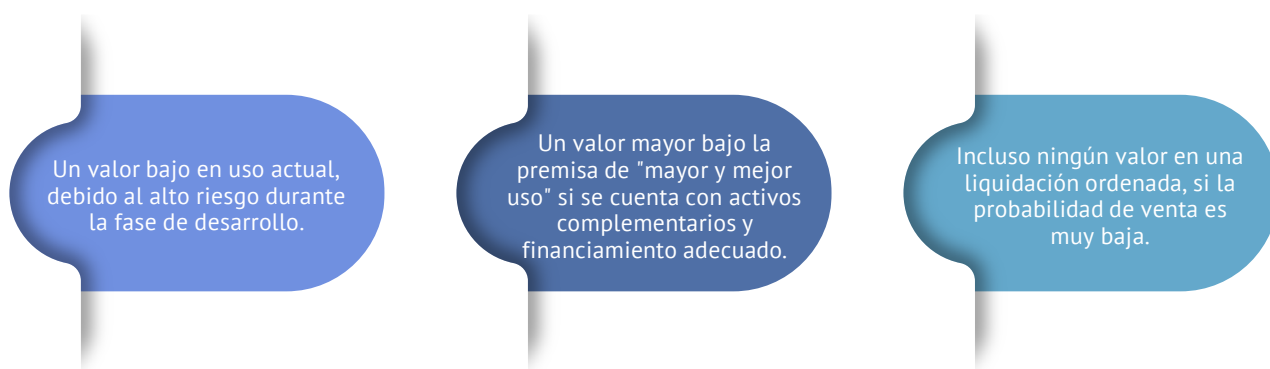 Un valor bajo en uso actual,
debido al alto riesgo durante
la fase de desarrollo.
Un valor mayor bajo la
premisa de "mayor y mejor
uso" si se cuenta con activos
complementarios y
financiamiento adecuado.
Incluso ningún valor en una
liquidación ordenada, si la
probabilidad de venta es
muy baja.